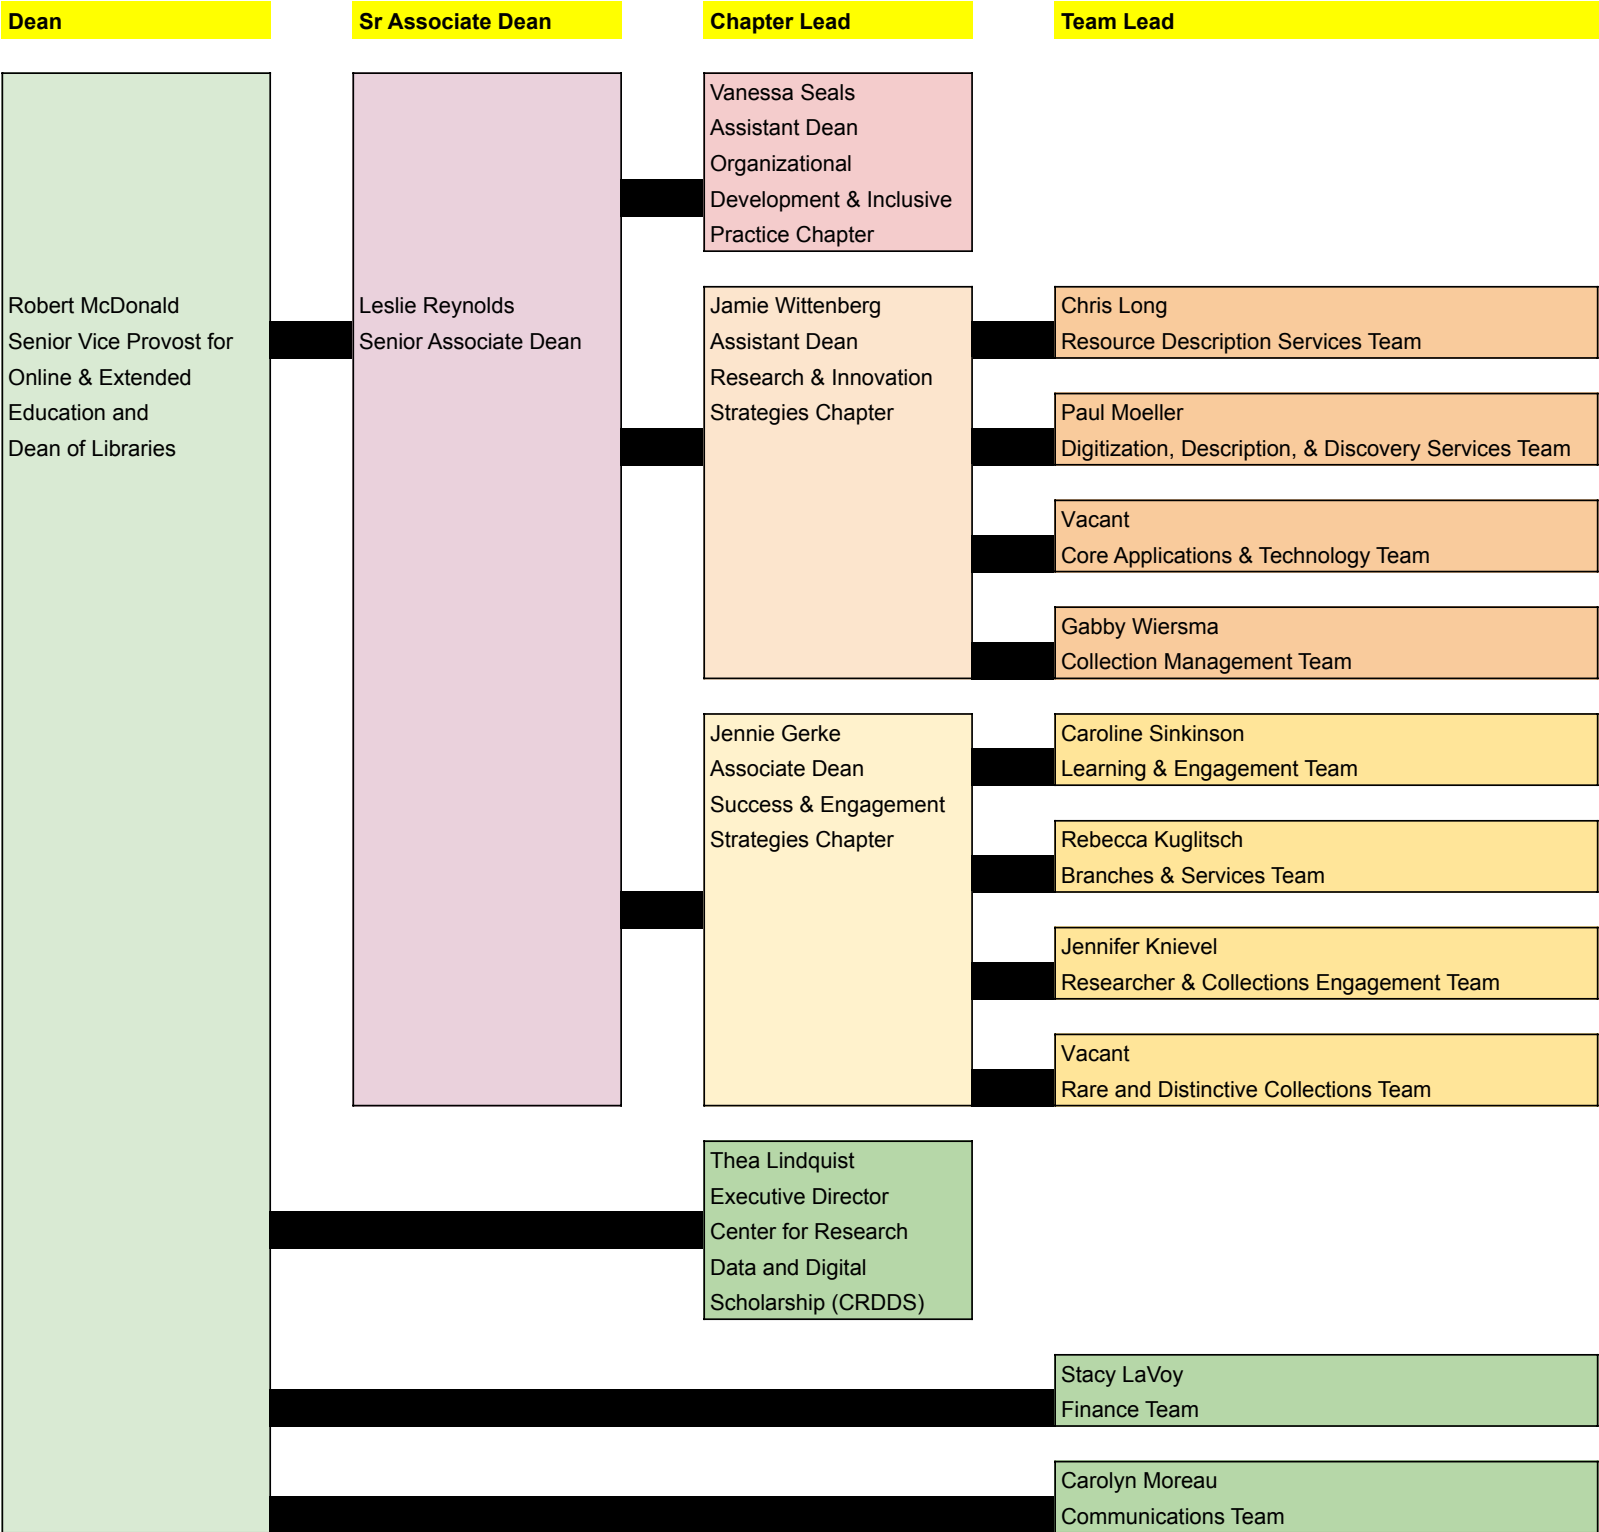 Dean
Sr Associate Dean
Chapter Lead
Team Lead
Robert McDonald
Senior Vice Provost for
Online & Extended
Education and
Dean of Libraries
Leslie Reynolds
Senior Associate Dean
Vanessa Seals
Assistant Dean
Organizational
Development & Inclusive
Practice Chapter
Jamie Wittenberg
Assistant Dean
Research & Innovation
Strategies Chapter
Chris Long
Resource Description Services Team
Paul Moeller
Digitization, Description, & Discovery Services Team
Vacant
Core Applications & Technology Team
Gabby Wiersma
Collection Management Team
Jennie Gerke
Associate Dean
Success & Engagement
Strategies Chapter
Caroline Sinkinson
Learning & Engagement Team
Rebecca Kuglitsch
Branches & Services Team
Jennifer Knievel
Researcher & Collections Engagement Team
Vacant
Rare and Distinctive Collections Team
Thea Lindquist
Executive Director
Center for Research
Data and Digital
Scholarship (CRDDS)
Stacy LaVoy
Finance Team
Carolyn Moreau
Communications Team